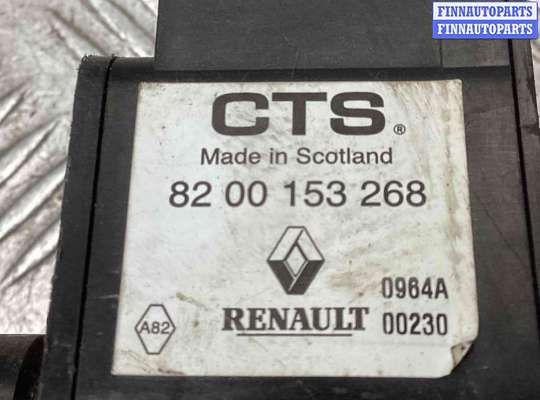 FINNAUTOPARTS
FINNAUTOPARTS
CTS®
Made in Scotland
82 00 153 268
0964A
A82 RENAULT 00230